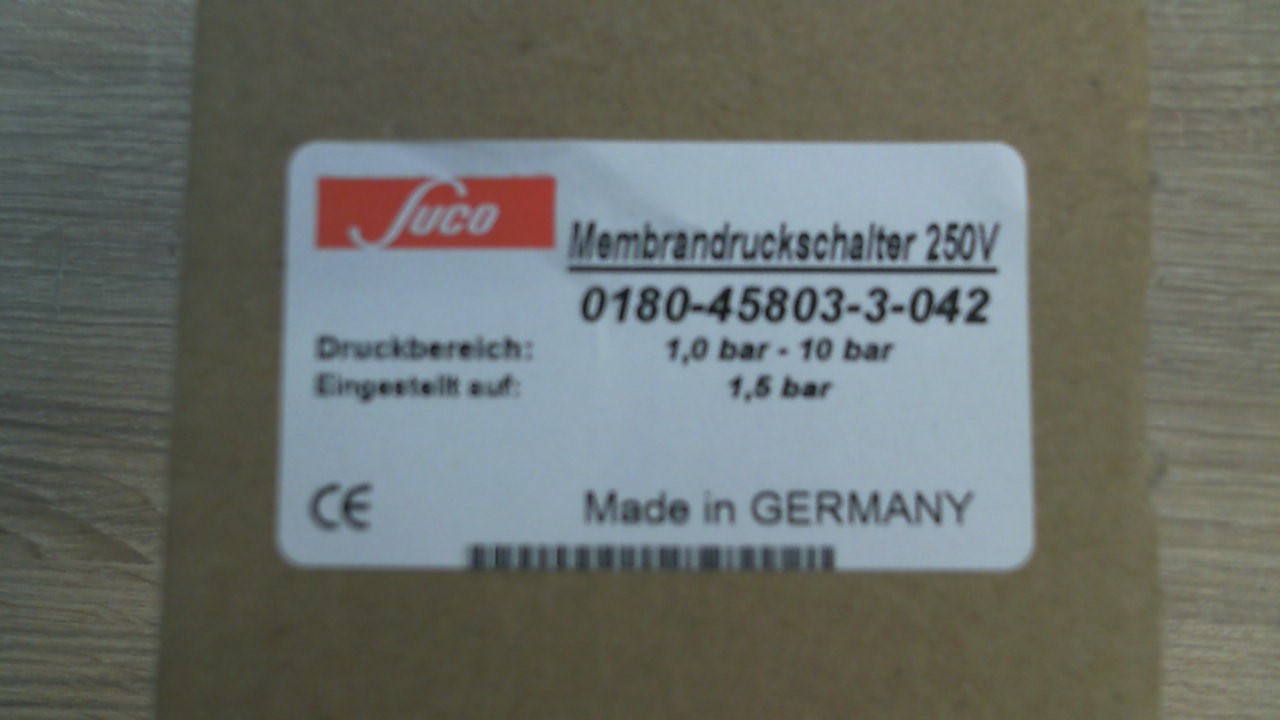 Suco
Membrandruckschalter 250V
0180-45803-3-042
Druckbereich: 1,0 bar - 10 bar
Eingestellt auf: 1,5 bar
CE Made in GERMANY